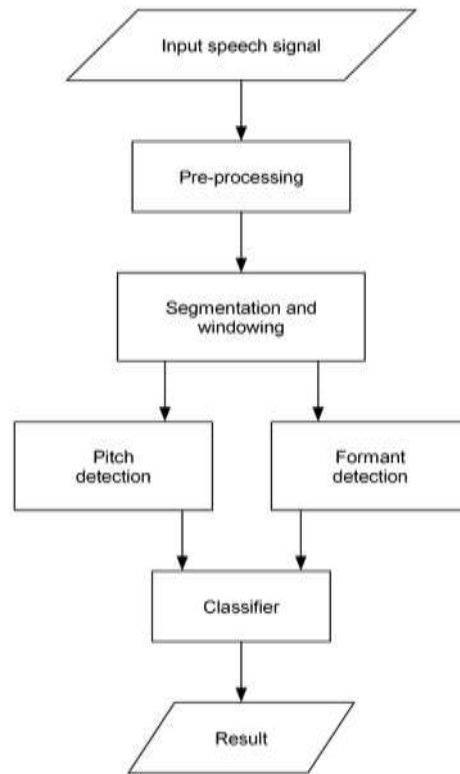 Input speech signal
Pre-processing
Segmentation and
windowing
Pitch
detection
Formant
detection
Classifier
Result